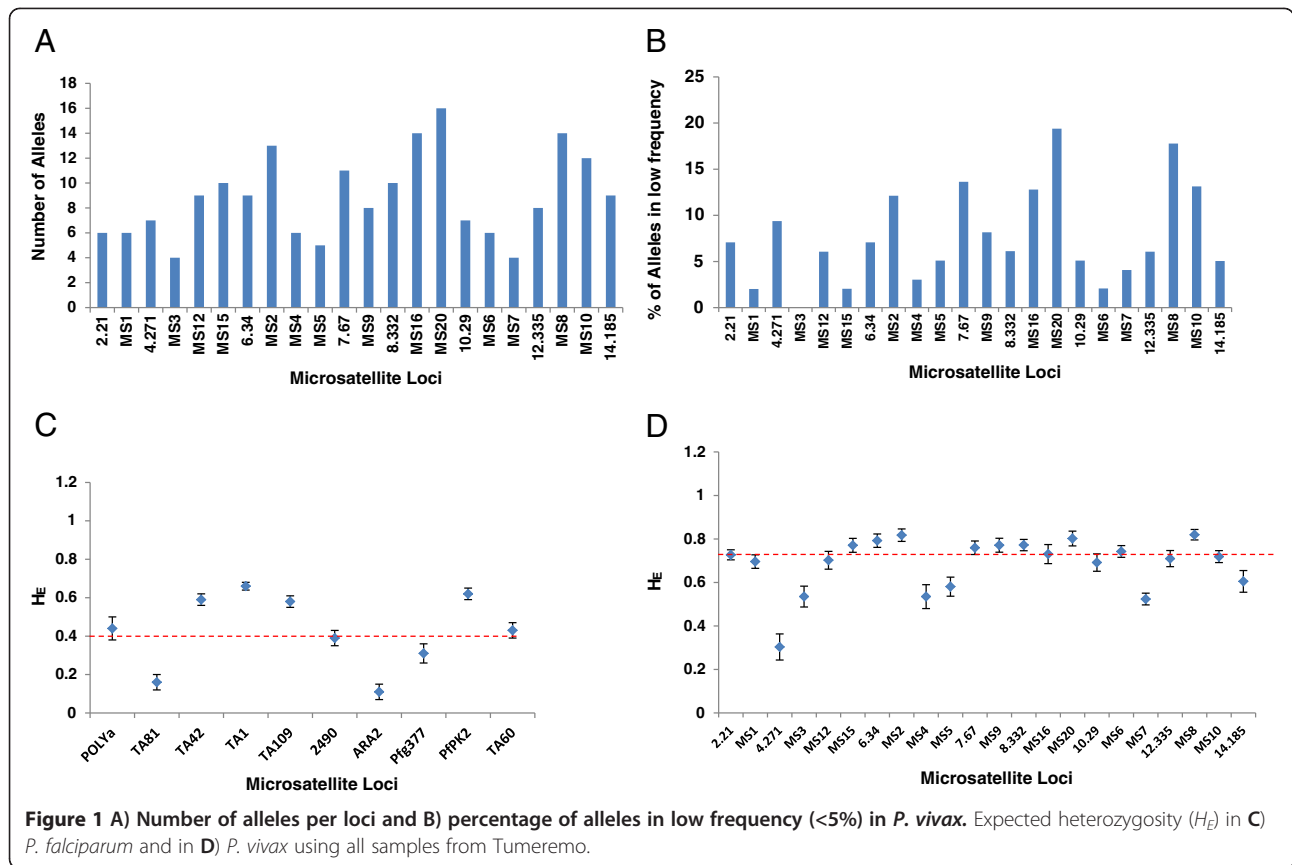 A
Number of Alleles
18
16
14
12
10
8
6
4
2
0
2.21 MS1 4.271 MS3 MS12 MS15 6.34 MS2 MS4 MS5 7.67 MS9 8.332 MS16 MS20 10.29 MS6 MS7 12.335 MS8 MS10 14.185
Microsatellite Loci
B
% of Alleles in low frequency
25
20
15
10
5
0
2.21 MS1 4.271 MS3 MS12 MS15 6.34 MS2 MS4 MS5 7.67 MS9 8.332 MS16 MS20 10.29 MS6 MS7 12.335 MS8 MS10 14.185
Microsatellite Loci
C
HE
1.2
1
0.8
0.6
0.4
0.2
0
POLYa TA81 TA42 TA1 TA109 2490 ARA2 Pfg377 PfPK2 TA60
Microsatellite Loci
D
HE
1.2
1
0.8
0.6
0.4
0.2
0
2.21 MS1 4.271 MS3 MS12 MS15 6.34 MS2 MS4 MS5 7.67 MS9 8.332 MS16 MS20 10.29 MS6 MS7 12.335 MS8 MS10 14.185
Microsatellite Loci
Figure 1 A) Number of alleles per loci and B) percentage of alleles in low frequency (<5%) in P. vivax. Expected heterozygosity (HE) in C)
P. falciparum and in D) P. vivax using all samples from Tumeremo.